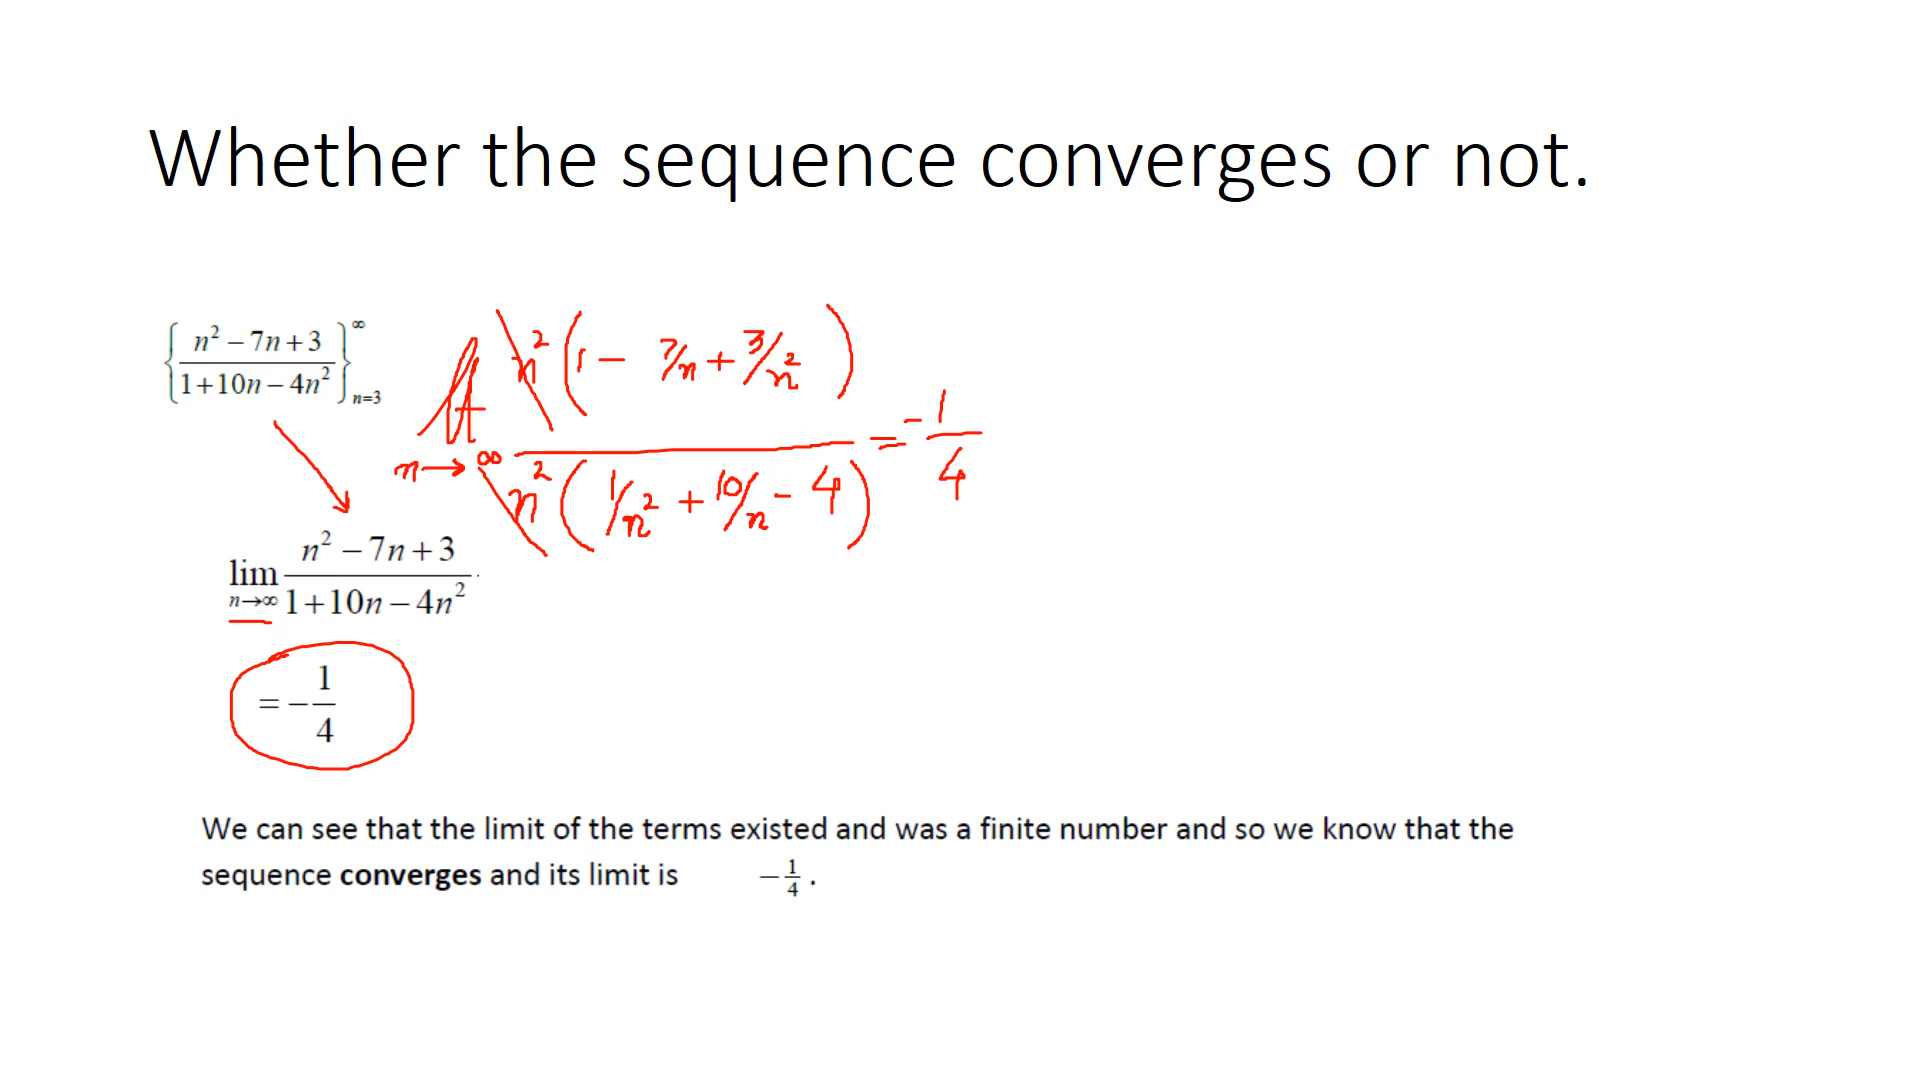 Whether the sequence converges or not.
{ (n² − 7n + 3) / (1 + 10n − 4n²) }^∞_{n=3}
lt n→∞ n²(1 − 7/n + 3/n²) / n²(1/n² + 10/n − 4) = −1/4
lim n→∞ (n² − 7n + 3) / (1 + 10n − 4n²)
= −1/4
We can see that the limit of the terms existed and was a finite number and so we know that the
sequence converges and its limit is −1/4 .